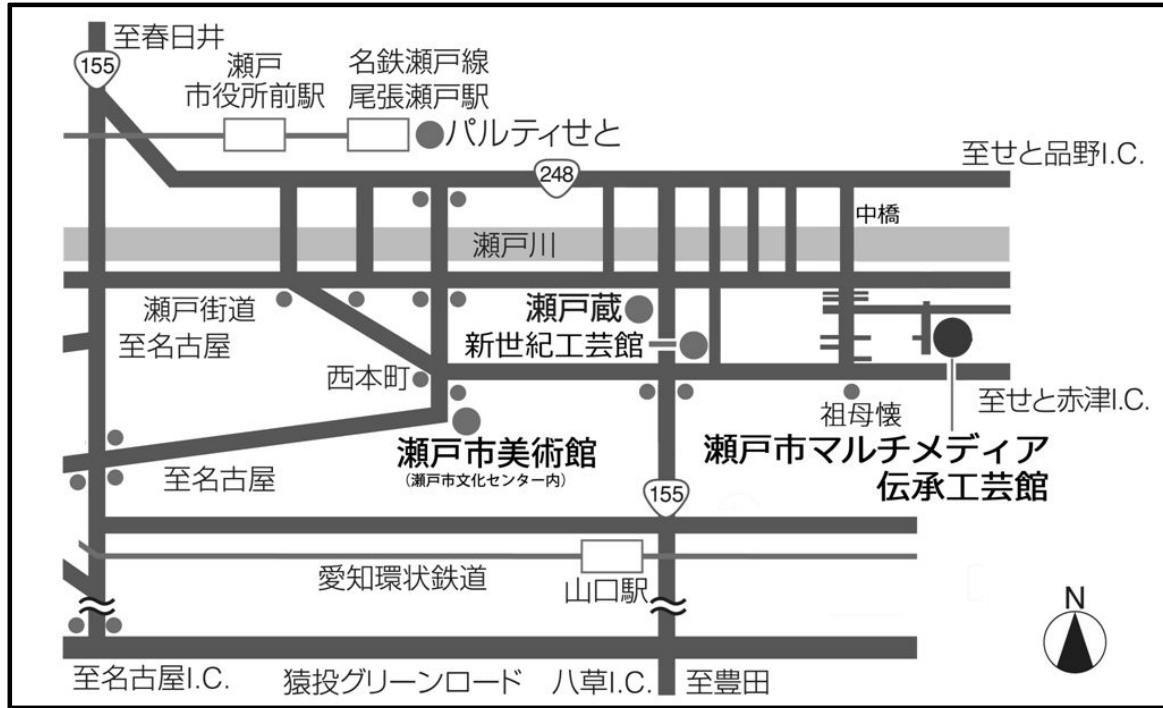 至春日井
155
瀬戸
市役所前駅
名鉄瀬戸線
尾張瀬戸駅
パルティせと
248
至せと品野I.C.
中橋
瀬戸川
瀬戸街道
至名古屋
瀬戸蔵
新世紀工芸館
西本町
祖母懐
至せと赤津I.C.
至名古屋
瀬戸市美術館
(瀬戸市文化センター内)
瀬戸市マルチメディア
伝承工芸館
155
愛知環状鉄道
山口駅
N
至名古屋I.C.
猿投グリーンロード
八草I.C.
至豊田